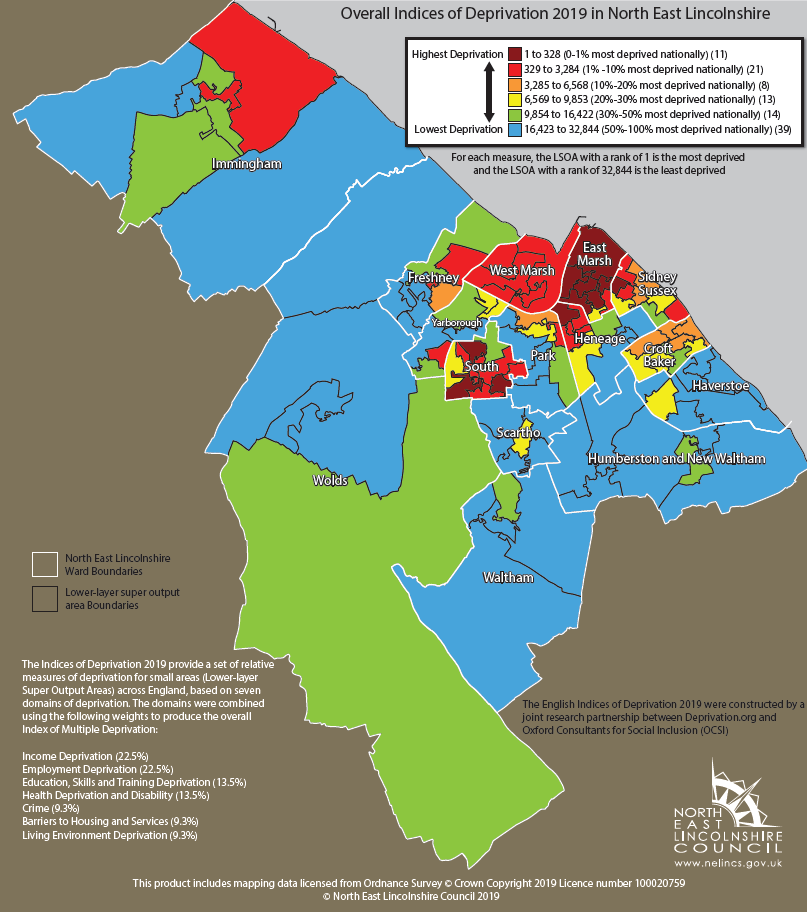 Overall Indices of Deprivation 2019 in North East Lincolnshire
Highest Deprivation
1 to 328 (0-1% most deprived nationally) (11)
329 to 3,284 (1% -10% most deprived nationally) (21)
3,285 to 6,568 (10%-20% most deprived nationally) (8)
6,569 to 9,853 (20%-30% most deprived nationally) (13)
9,854 to 16,422 (30%-50% most deprived nationally) (14)
Lowest Deprivation
16,423 to 32,844 (50%-100% most deprived nationally) (39)
For each measure, the LSOA with a rank of 1 is the most deprived
and the LSOA with a rank of 32,844 is the least deprived
Immingham
East
Marsh
West Marsh
Freshney
Sidney
Sussex
Yarborough
Heneage
Park
Croft
Baker
South
Haverstoe
Scartho
Humberston and New Waltham
Wolds
Waltham
North East Lincolnshire
Ward Boundaries
Lower-layer super output
area Boundaries
The Indices of Deprivation 2019 provide a set of relative
measures of deprivation for small areas (Lower-layer
Super Output Areas) across England, based on seven
domains of deprivation. The domains were combined
using the following weights to produce the overall
Index of Multiple Deprivation:
Income Deprivation (22.5%)
Employment Deprivation (22.5%)
Education, Skills and Training Deprivation (13.5%)
Health Deprivation and Disability (13.5%)
Crime (9.3%)
Barriers to Housing and Services (9.3%)
Living Environment Deprivation (9.3%)
The English Indices of Deprivation 2019 were constructed by a
joint research partnership between Deprivation.org and
Oxford Consultants for Social Inclusion (OCSI)
NORTH
EAST
LINCOLNSHIRE
COUNCIL
www.nelincs.gov.uk
This product includes mapping data licensed from Ordnance Survey © Crown Copyright 2019 Licence number 100020759
© North East Lincolnshire Council 2019